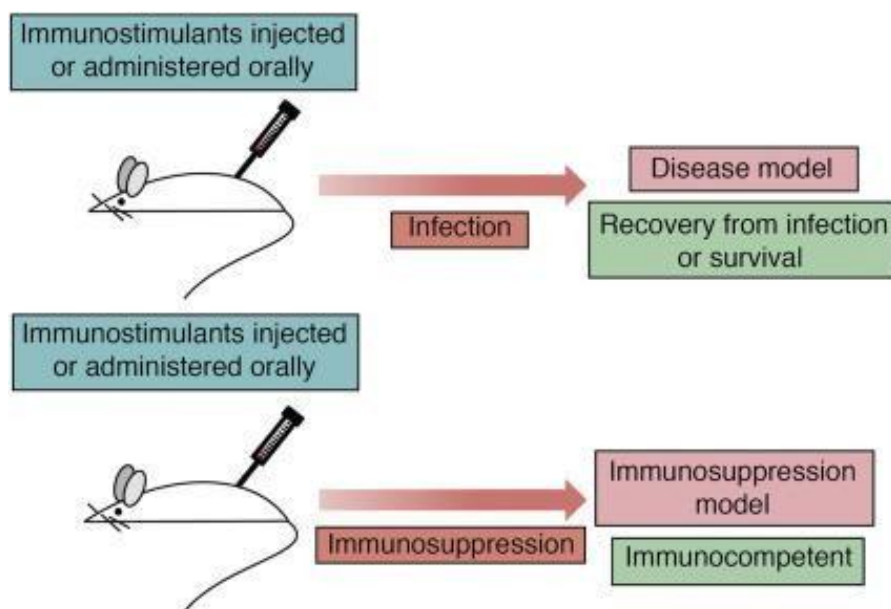 Immunostimulants injected
or administered orally
Infection
Disease model
Recovery from infection
or survival
Immunostimulants injected
or administered orally
Immunosuppression
Immunosuppression
model
Immunocompetent